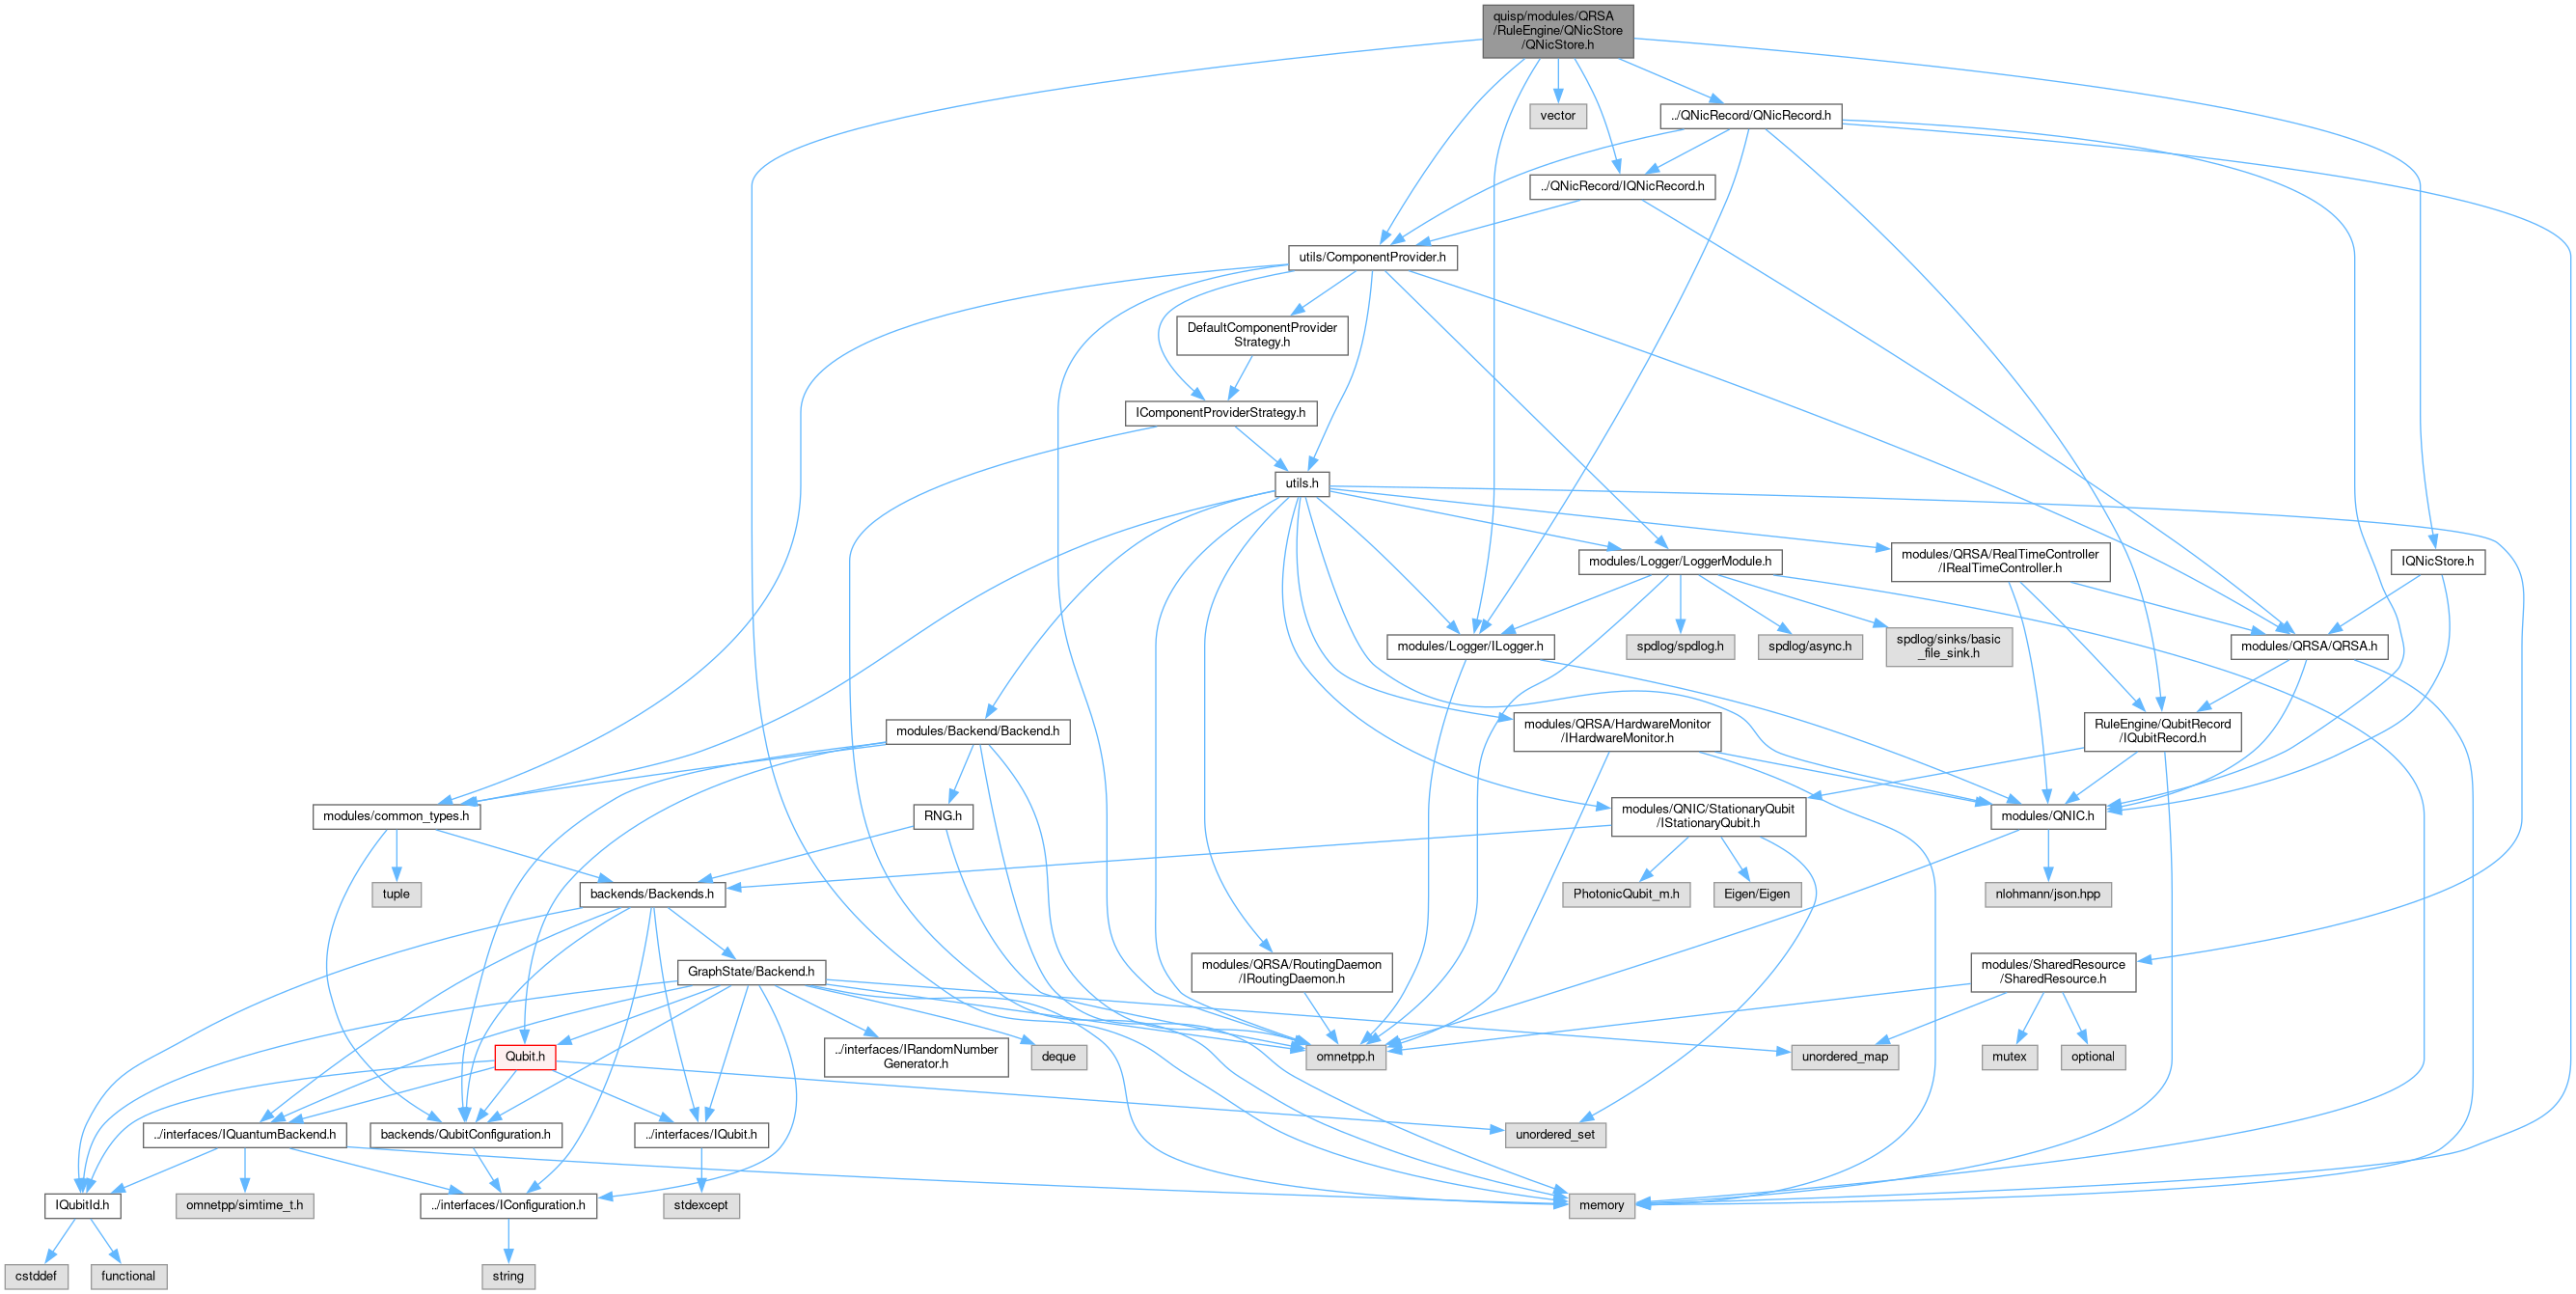 quisp/modules/QRSA
/RuleEngine/QNicStore
/QNicStore.h
vector
../QNicRecord/QNicRecord.h
../QNicRecord/IQNicRecord.h
utils/ComponentProvider.h
DefaultComponentProvider
Strategy.h
IComponentProviderStrategy.h
utils.h
modules/Logger/LoggerModule.h
modules/QRSA/RealTimeController
/IRealTimeController.h
IQNicStore.h
modules/Logger/ILogger.h
spdlog/spdlog.h
spdlog/async.h
spdlog/sinks/basic
_file_sink.h
modules/QRSA/QRSA.h
modules/Backend/Backend.h
modules/QRSA/HardwareMonitor
/IHardwareMonitor.h
RuleEngine/QubitRecord
/IQubitRecord.h
modules/common_types.h
RNG.h
modules/QNIC/StationaryQubit
/IStationaryQubit.h
modules/QNIC.h
tuple
backends/Backends.h
PhotonicQubit_m.h
Eigen/Eigen
nlohmann/json.hpp
GraphState/Backend.h
modules/QRSA/RoutingDaemon
/IRoutingDaemon.h
modules/SharedResource
/SharedResource.h
Qubit.h
../interfaces/IRandomNumber
Generator.h
deque
omnetpp.h
unordered_map
mutex
optional
../interfaces/IQuantumBackend.h
backends/QubitConfiguration.h
../interfaces/IQubit.h
unordered_set
IQubitId.h
omnetpp/simtime_t.h
../interfaces/IConfiguration.h
stdexcept
memory
cstddef
functional
string